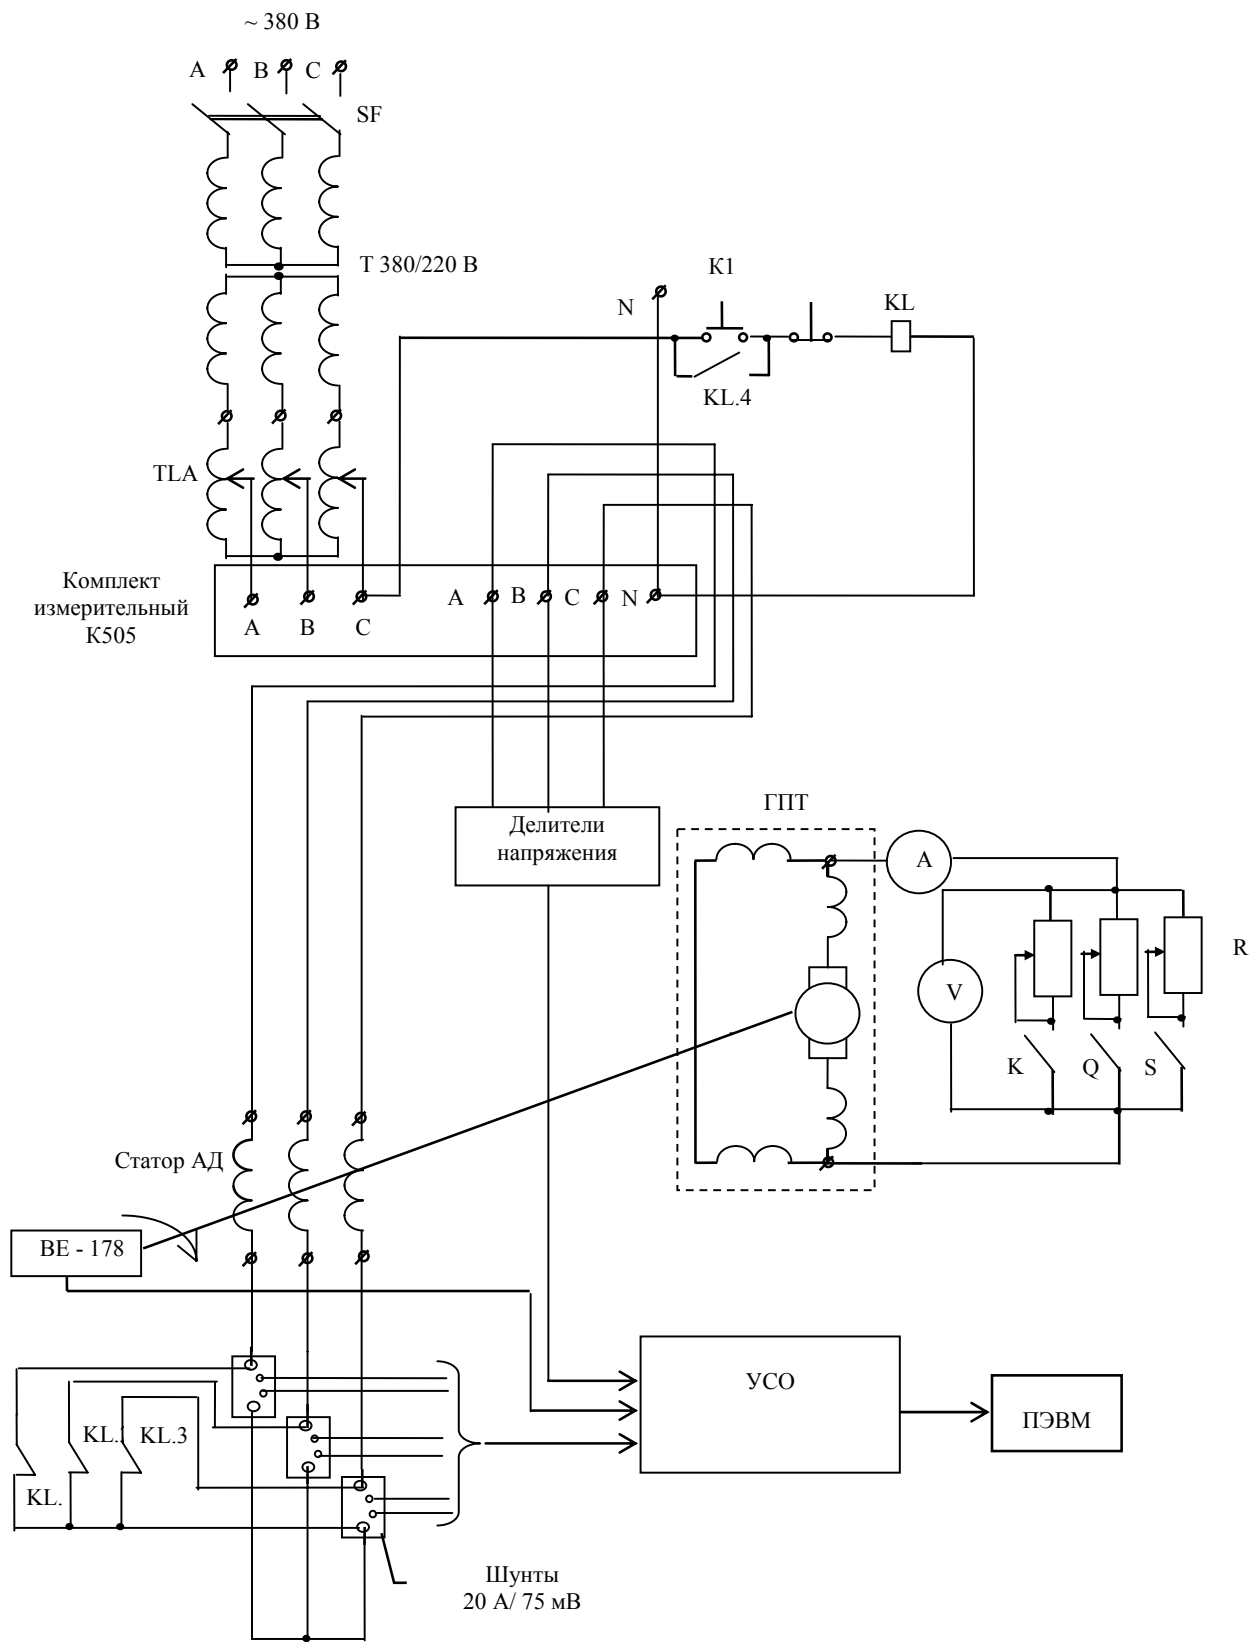 ~ 380 В
А В С
SF
Т 380/220 В
К1
N
KL
KL.4
TLA
Комплект
измерительный
К505
А В С
А В С N
Делители
напряжения
ГПТ
А
V
R
K Q S
Статор АД
ВЕ - 178
УСО
ПЭВМ
KL. KL.3
KL.
Шунты
20 А/ 75 мВ